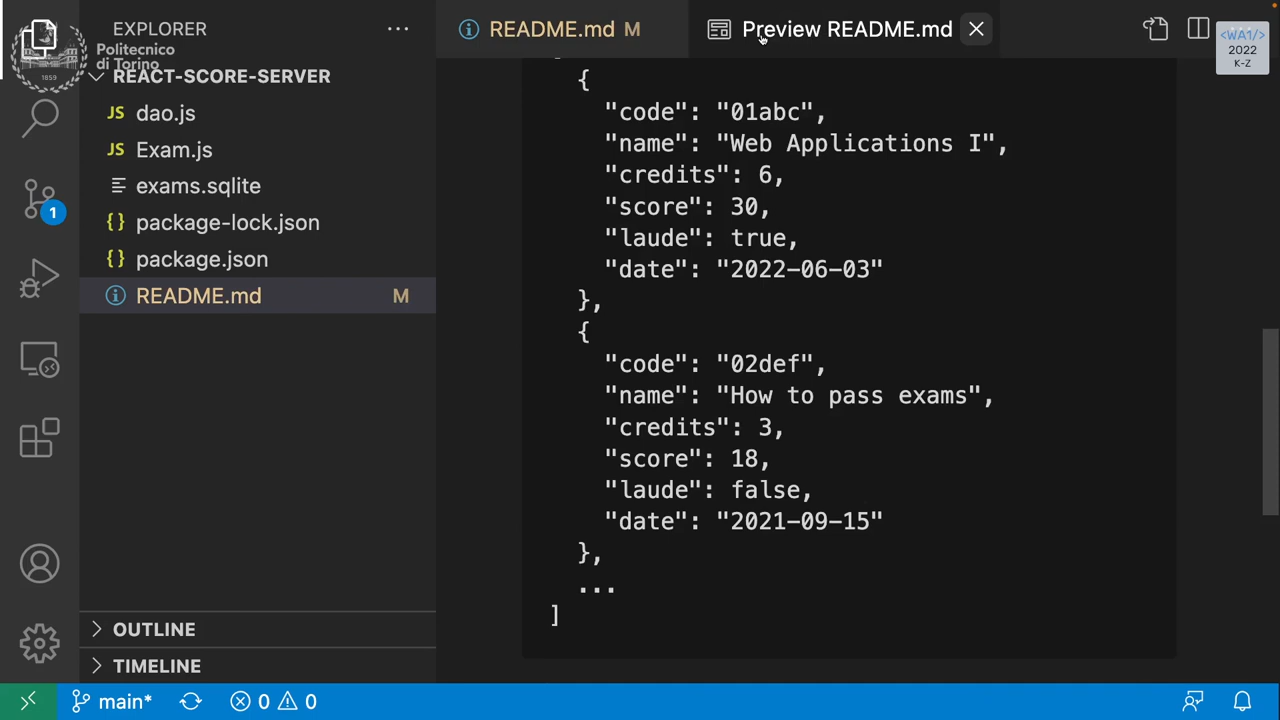 EXPLORER
Politecnico
di Torino
1859
REACT-SCORE-SERVER
JS dao.js
JS Exam.js
exams.sqlite
{} package-lock.json
{} package.json
README.md M
OUTLINE
TIMELINE
README.md M
Preview README.md
<WA1/>
2022
K-Z
{
"code": "01abc",
"name": "Web Applications I",
"credits": 6,
"score": 30,
"laude": true,
"date": "2022-06-03"
},
{
"code": "02def",
"name": "How to pass exams",
"credits": 3,
"score": 18,
"laude": false,
"date": "2021-09-15"
},
...
]
1
main* 0 0